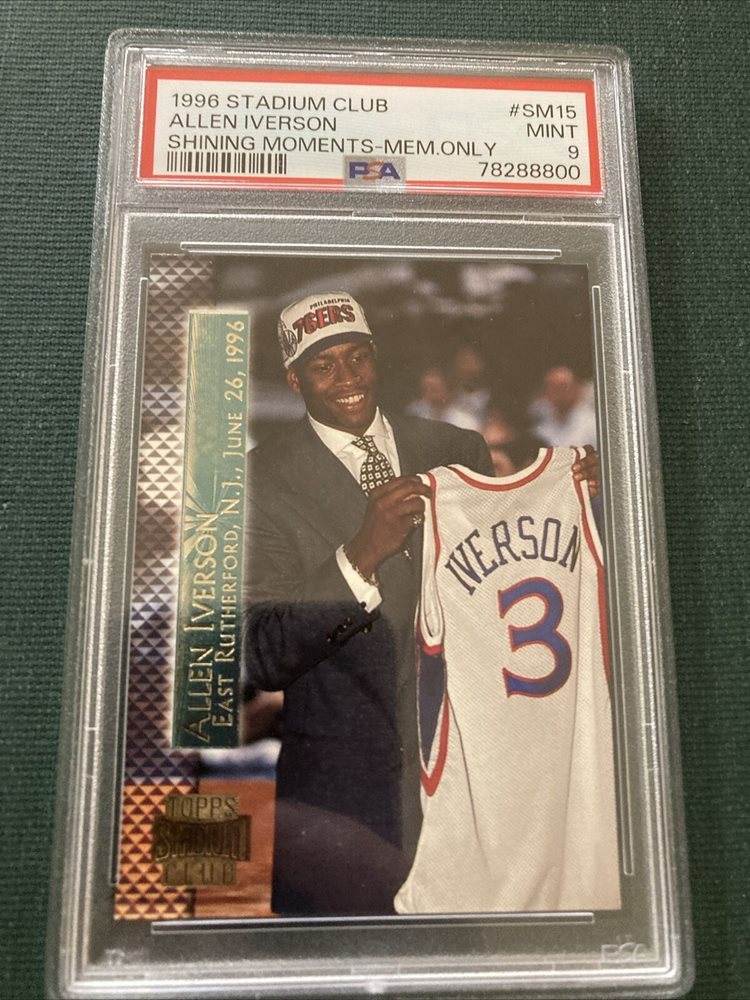 1996 STADIUM CLUB #SM15
ALLEN IVERSON MINT
SHINING MOMENTS-MEM.ONLY 9
PSA 78288800
PHILADELPHIA
76ERS
ALLEN IVERSON
EAST RUTHERFORD, N.J., JUNE 26, 1996
IVERSON
3
TOPPS
STADIUM
CLUB
PSA